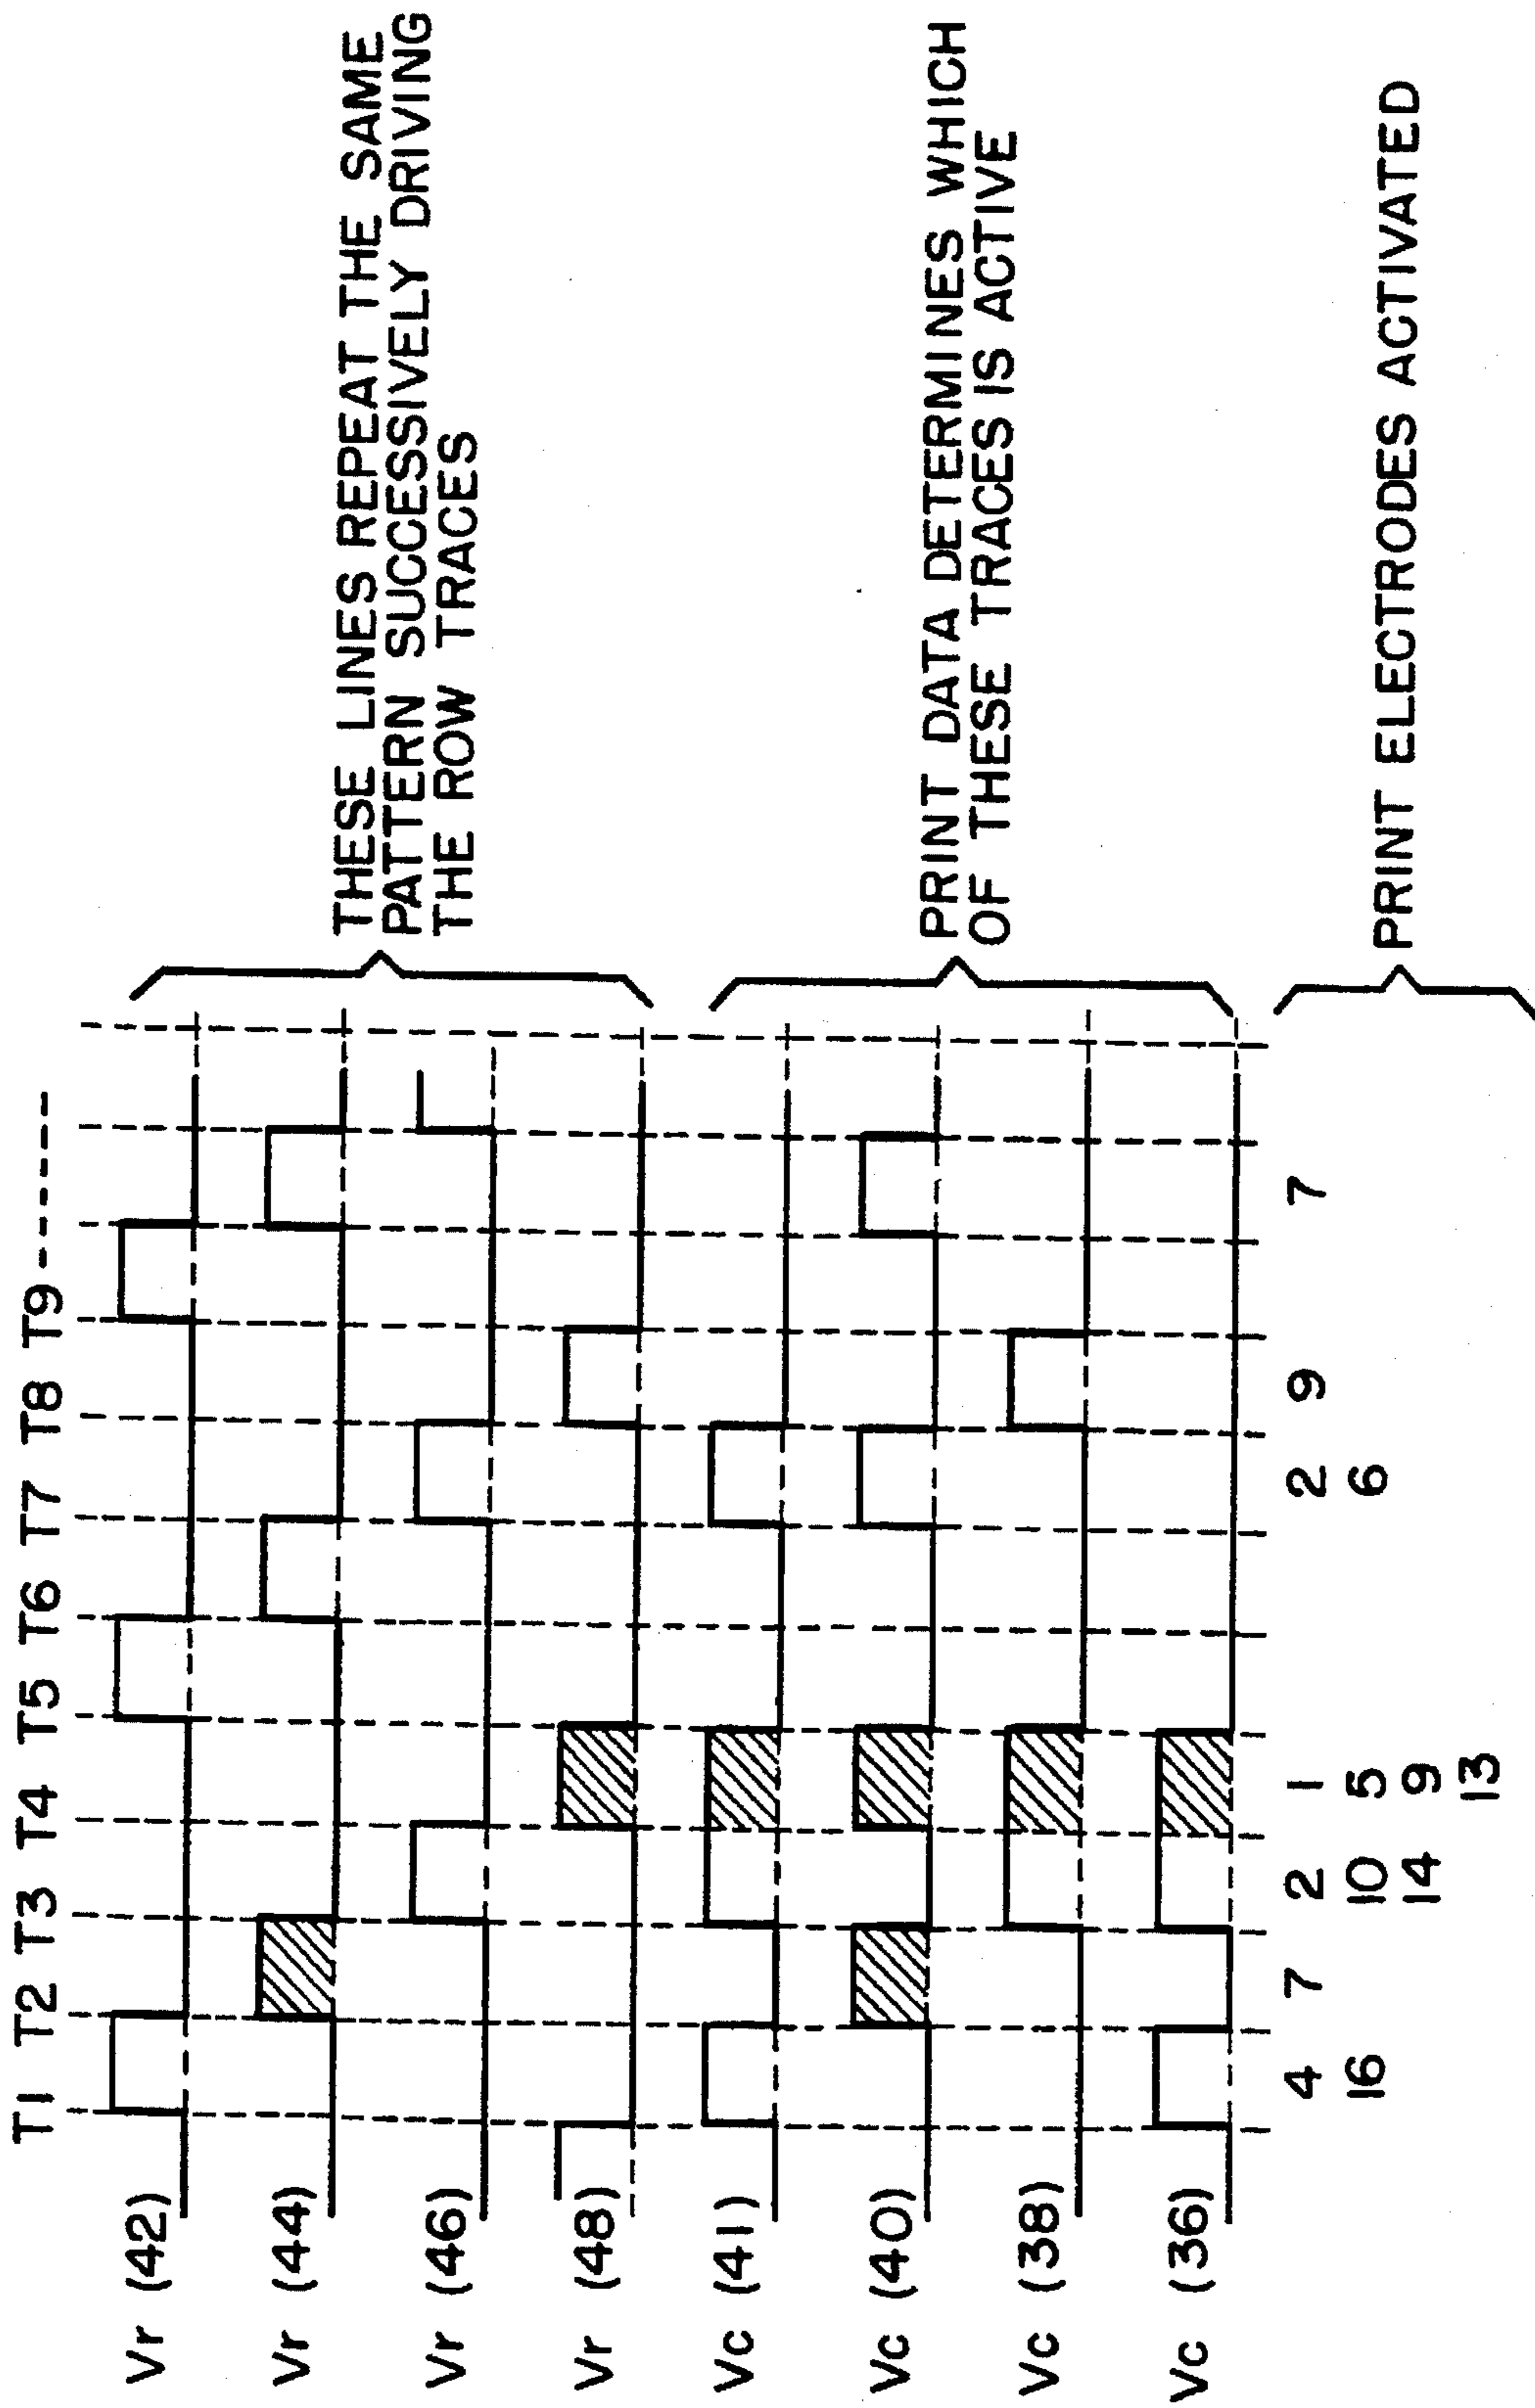 T1 T2 T3 T4 T5 T6 T7 T8 T9------
Vr (42)
Vr (44)
Vr (46)
Vr (48)
THESE LINES REPEAT THE SAME
PATTERN SUCCESSIVELY DRIVING
THE ROW TRACES
Vc (41)
Vc (40)
Vc (38)
Vc (36)
PRINT DATA DETERMINES WHICH
OF THESE TRACES IS ACTIVE
4 7 2 1 2 9 7
16 10 5 6
14 9
13
PRINT ELECTRODES ACTIVATED